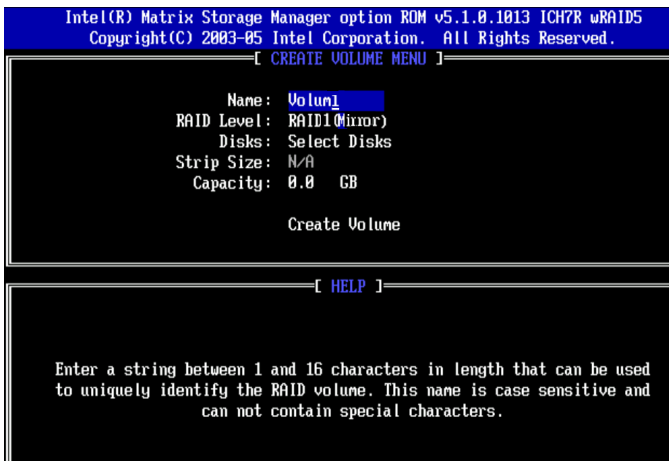 Intel(R) Matrix Storage Manager option ROM v5.1.0.1013 ICH7R wRAID5
Copyright(C) 2003-05 Intel Corporation. All Rights Reserved.
[ CREATE VOLUME MENU ]
Name: Volum1
RAID Level: RAID1(Mirror)
Disks: Select Disks
Strip Size: N/A
Capacity: 0.0 GB
Create Volume
[ HELP ]
Enter a string between 1 and 16 characters in length that can be used
to uniquely identify the RAID volume. This name is case sensitive and
can not contain special characters.